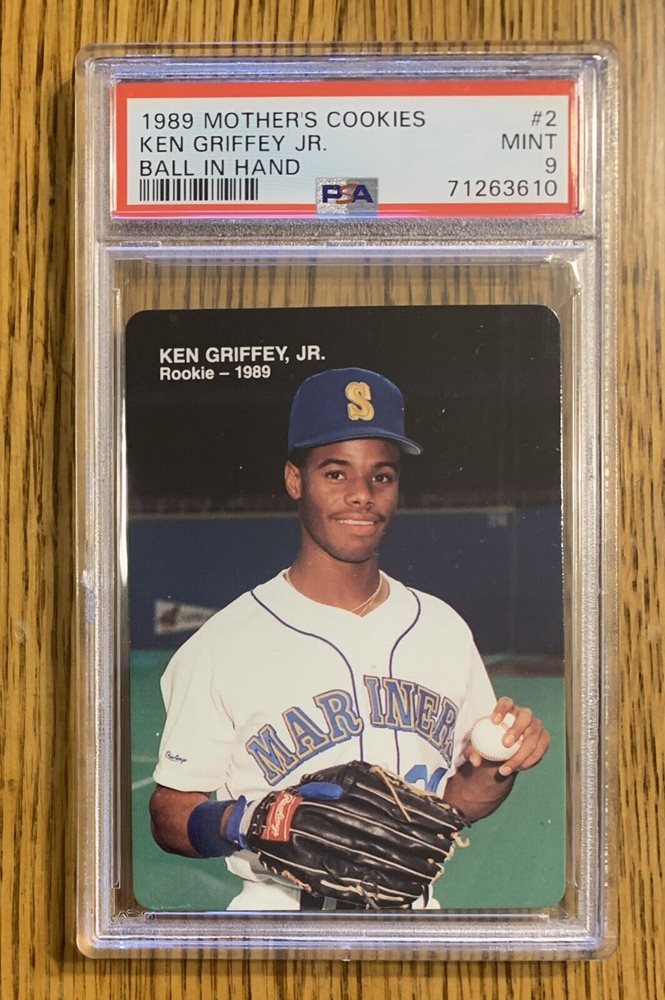 1989 MOTHER'S COOKIES #2
KEN GRIFFEY JR. MINT
BALL IN HAND 9
PSA 71263610
KEN GRIFFEY, JR.
Rookie – 1989
S
MARINERS
Rawlings
Rawlings